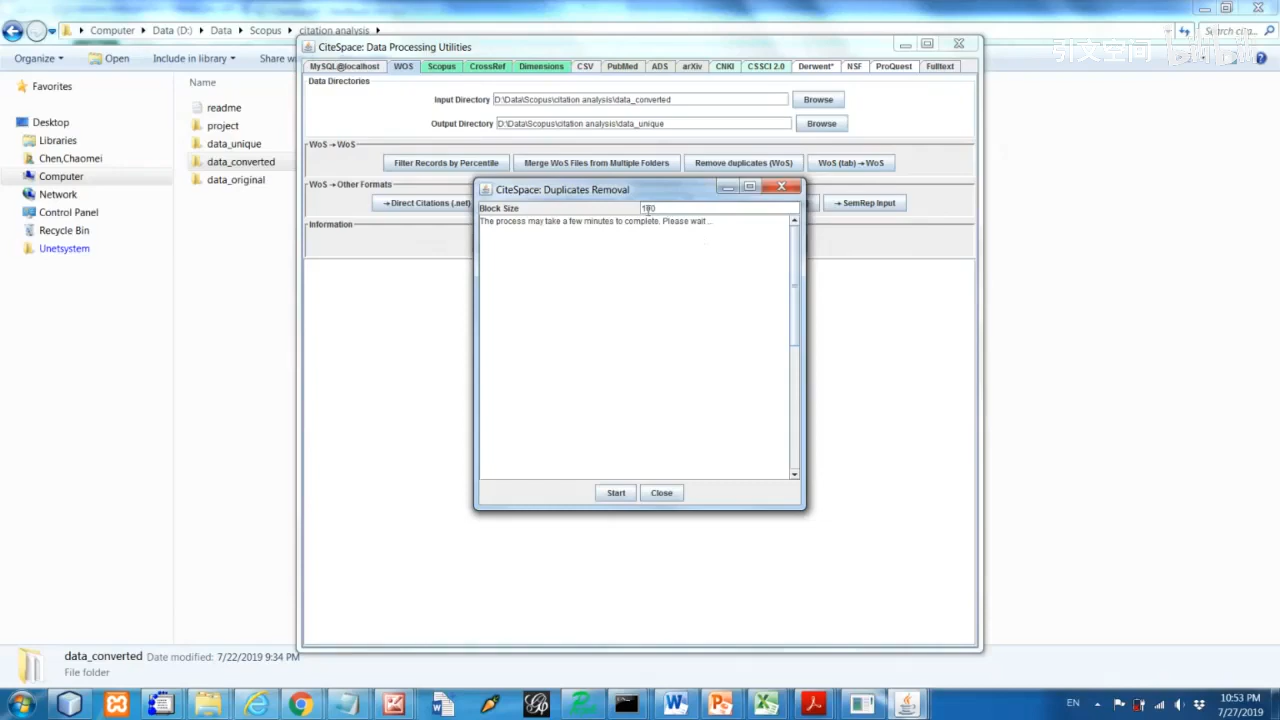 Computer
Data (D:)
Data
Scopus
citation analysis
Organize
Open
Include in library
Share
引文空间
bilibili
CiteSpace: Data Processing Utilities
MySQL@localhost
WOS
Scopus
CrossRef
Dimensions
CSV
PubMed
ADS
arXiv
CNKI
CSSCI 2.0
Derwent*
NSF
ProQuest
Fulltext
Data Directories
Input Directory D:\Data\Scopus\citation analysis\data_converted Browse
Output Directory D:\Data\Scopus\citation analysis\data_unique Browse
WoS → WoS
Filter Records by Percentile
Merge WoS Files from Multiple Folders
Remove duplicates (WoS)
WoS (tab) → WoS
WoS → Other Formats
→ Direct Citations (.net)
→ SemRep Input
Information
CiteSpace: Duplicates Removal
Block Size
The process may take a few minutes to complete. Please wait ...
Start
Close
Favorites
Desktop
Libraries
Chen,Chaomei
Computer
Network
Control Panel
Recycle Bin
Unetsystem
Name
readme
project
data_unique
data_converted
data_original
data_converted Date modified: 7/22/2019 9:34 PM
File folder
EN
10:53 PM
7/27/2019